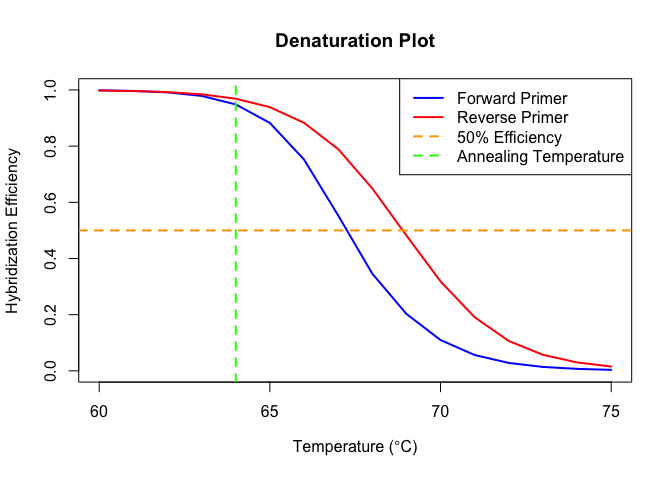 Denaturation Plot
Forward Primer
Reverse Primer
50% Efficiency
Annealing Temperature
Hybridization Efficiency
1.0
0.8
0.6
0.4
0.2
0.0
60 65 70 75
Temperature (°C)